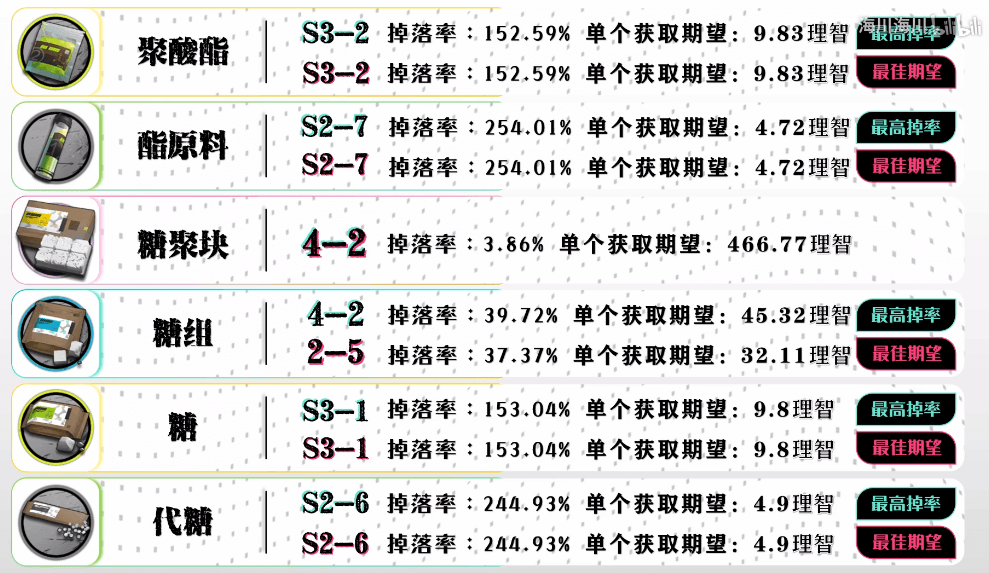 海川海川l bilibili
聚酸酯
S3-2 掉落率：152.59% 单个获取期望：9.83理智 最高掉率
S3-2 掉落率：152.59% 单个获取期望：9.83理智 最佳期望
酯原料
S2-7 掉落率：254.01% 单个获取期望：4.72理智 最高掉率
S2-7 掉落率：254.01% 单个获取期望：4.72理智 最佳期望
糖聚块
4-2 掉落率：3.86% 单个获取期望：466.77理智
糖组
4-2 掉落率：39.72% 单个获取期望：45.32理智 最高掉率
2-5 掉落率：37.37% 单个获取期望：32.11理智 最佳期望
糖
S3-1 掉落率：153.04% 单个获取期望：9.8理智 最高掉率
S3-1 掉落率：153.04% 单个获取期望：9.8理智 最佳期望
代糖
S2-6 掉落率：244.93% 单个获取期望：4.9理智 最高掉率
S2-6 掉落率：244.93% 单个获取期望：4.9理智 最佳期望